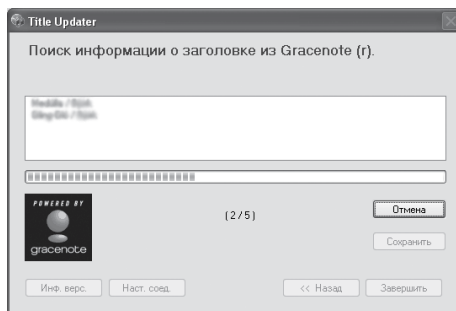 Title Updater
Поиск информации о заголовке из Gracenote (r).
POWERED BY
gracenote
(2/5)
Отмена
Сохранить
Инф. верс.
Наст. соед.
<< Назад
Завершить